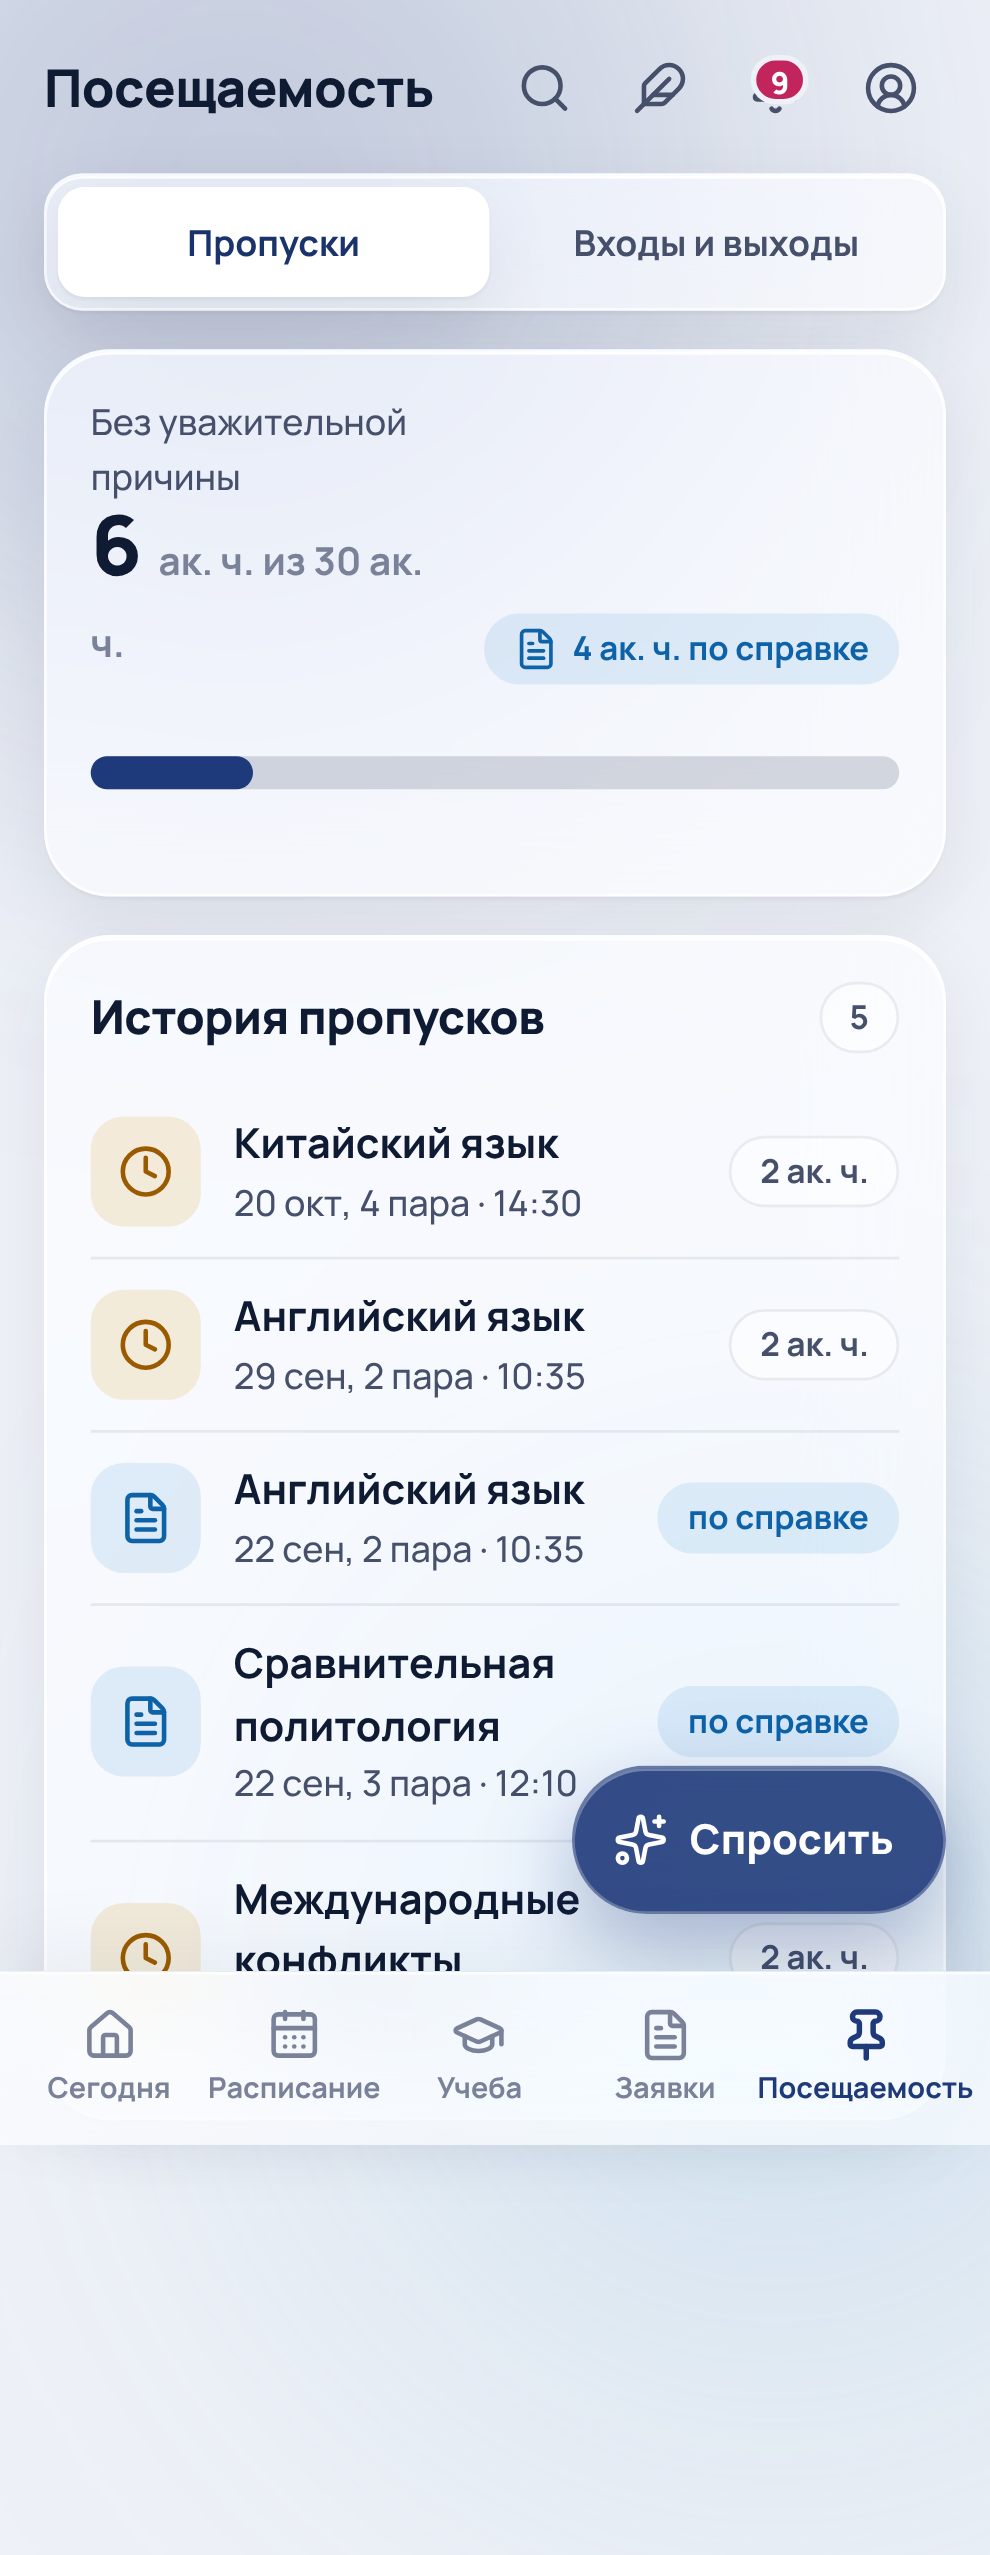 Посещаемость
9
Пропуски
Входы и выходы
Без уважительной
причины
6 ак. ч. из 30 ак.
ч.
4 ак. ч. по справке
История пропусков
5
Китайский язык
20 окт, 4 пара · 14:30
2 ак. ч.
Английский язык
29 сен, 2 пара · 10:35
2 ак. ч.
Английский язык
22 сен, 2 пара · 10:35
по справке
Сравнительная
политология
22 сен, 3 пара · 12:10
по справке
Спросить
Международные
конфликты
2 ак. ч.
Сегодня
Расписание
Учеба
Заявки
Посещаемость